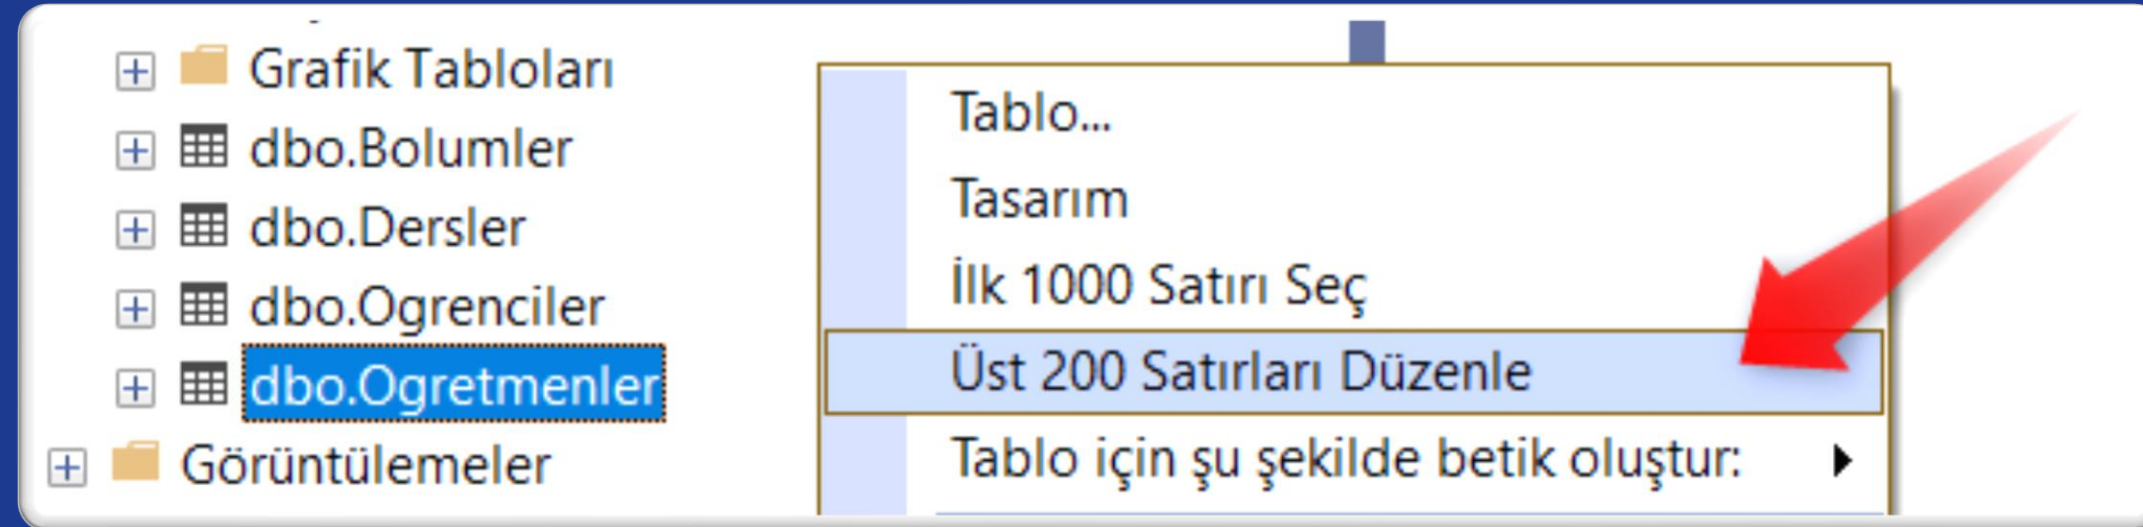 Grafik Tabloları
dbo.Bolumler
dbo.Dersler
dbo.Ogrenciler
dbo.Ogretmenler
Görüntülemeler
Tablo...
Tasarım
İlk 1000 Satırı Seç
Üst 200 Satırları Düzenle
Tablo için şu şekilde betik oluştur: